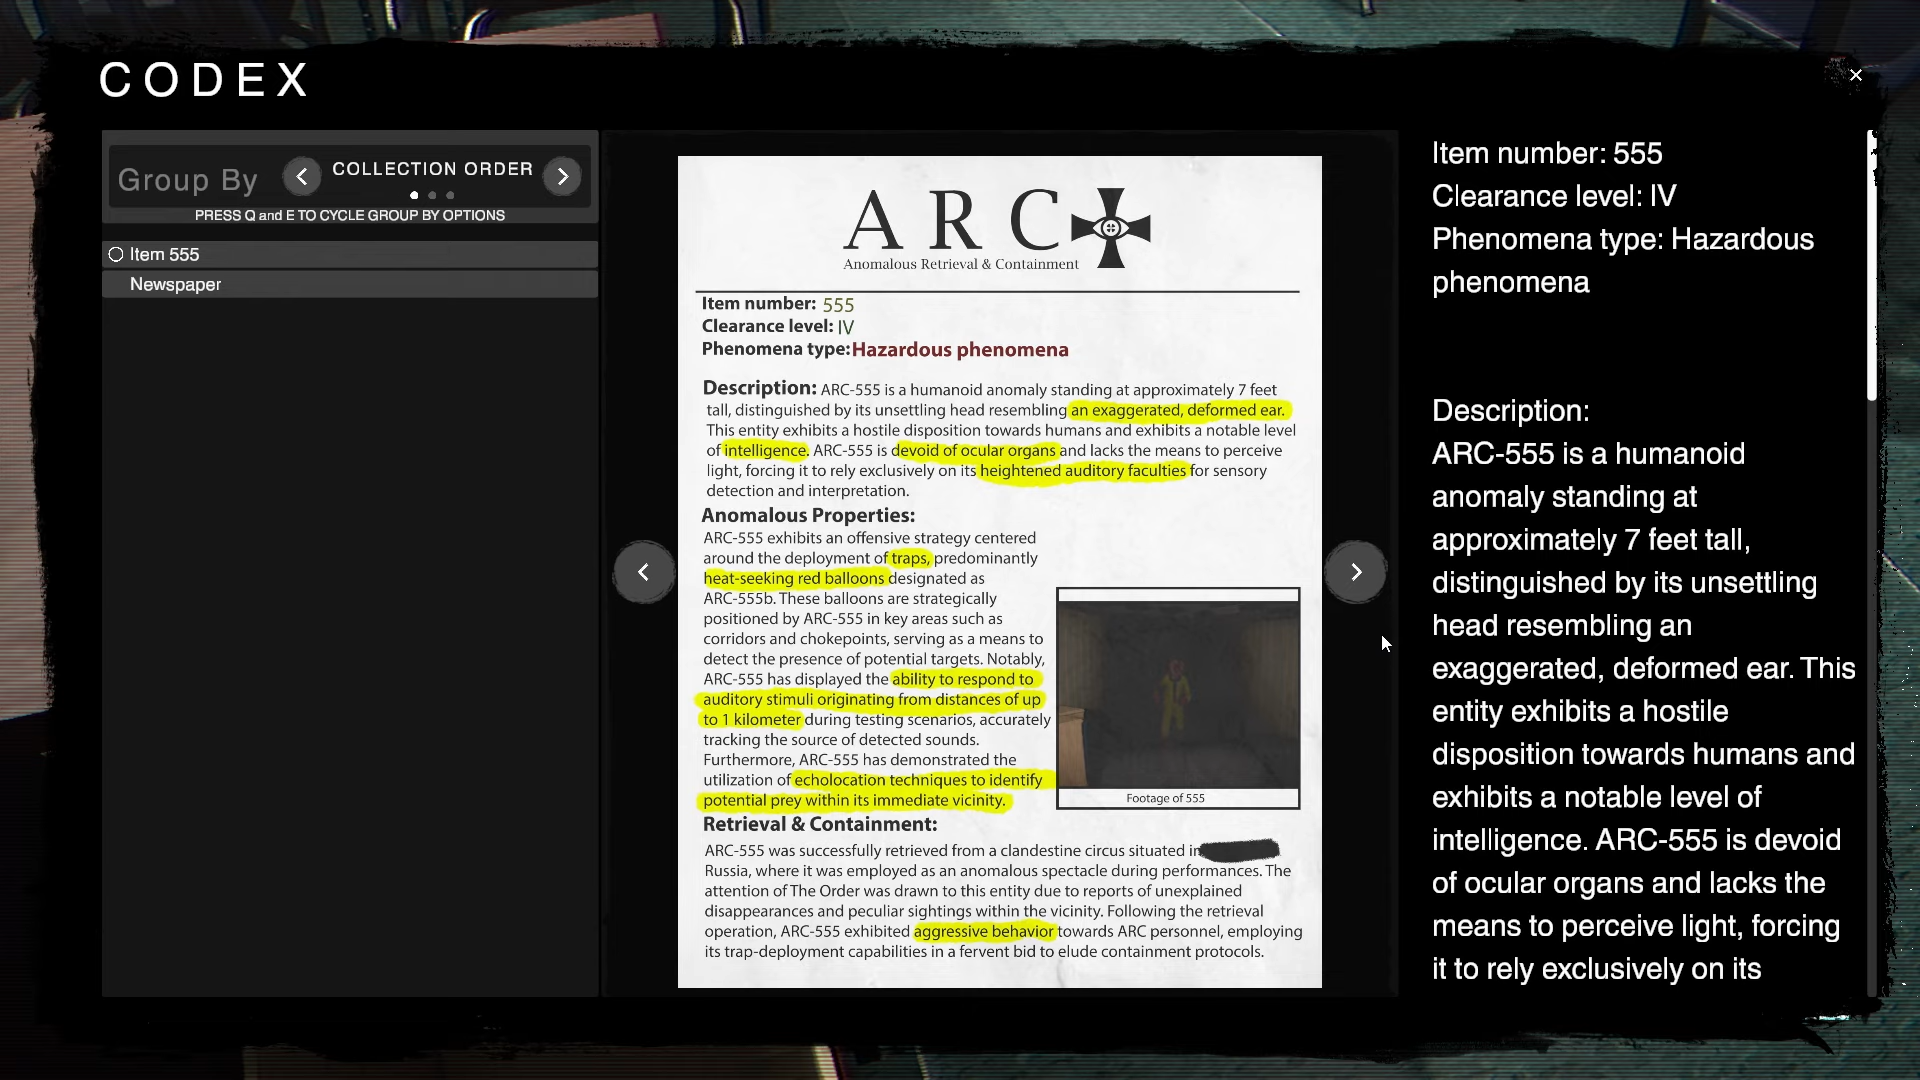 CODEX
Group By
COLLECTION ORDER
PRESS Q and E TO CYCLE GROUP BY OPTIONS
Item 555
Newspaper
ARC
Anomalous Retrieval & Containment
Item number: 555
Clearance level: IV
Phenomena type: Hazardous phenomena
Description: ARC-555 is a humanoid anomaly standing at approximately 7 feet
tall, distinguished by its unsettling head resembling an exaggerated, deformed ear.
This entity exhibits a hostile disposition towards humans and exhibits a notable level
of intelligence. ARC-555 is devoid of ocular organs and lacks the means to perceive
light, forcing it to rely exclusively on its heightened auditory faculties for sensory
detection and interpretation.
Anomalous Properties:
ARC-555 exhibits an offensive strategy centered
around the deployment of traps, predominantly
heat-seeking red balloons designated as
ARC-555b. These balloons are strategically
positioned by ARC-555 in key areas such as
corridors and chokepoints, serving as a means to
detect the presence of potential targets. Notably,
ARC-555 has displayed the ability to respond to
auditory stimuli originating from distances of up
to 1 kilometer during testing scenarios, accurately
tracking the source of detected sounds.
Furthermore, ARC-555 has demonstrated the
utilization of echolocation techniques to identify
potential prey within its immediate vicinity.
Footage of 555
Retrieval & Containment:
ARC-555 was successfully retrieved from a clandestine circus situated in
Russia, where it was employed as an anomalous spectacle during performances. The
attention of The Order was drawn to this entity due to reports of unexplained
disappearances and peculiar sightings within the vicinity. Following the retrieval
operation, ARC-555 exhibited aggressive behavior towards ARC personnel, employing
its trap-deployment capabilities in a fervent bid to elude containment protocols.
Item number: 555
Clearance level: IV
Phenomena type: Hazardous
phenomena
Description:
ARC-555 is a humanoid
anomaly standing at
approximately 7 feet tall,
distinguished by its unsettling
head resembling an
exaggerated, deformed ear. This
entity exhibits a hostile
disposition towards humans and
exhibits a notable level of
intelligence. ARC-555 is devoid
of ocular organs and lacks the
means to perceive light, forcing
it to rely exclusively on its